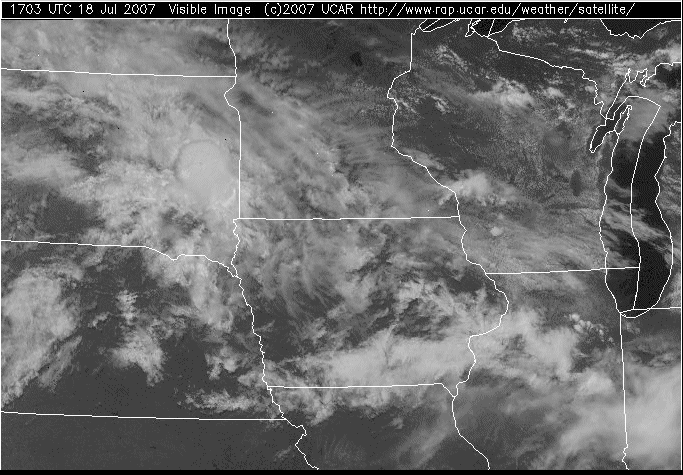 1703 UTC 18 Jul 2007 Visible Image (c)2007 UCAR http://www.rap.ucar.edu/weather/satellite/